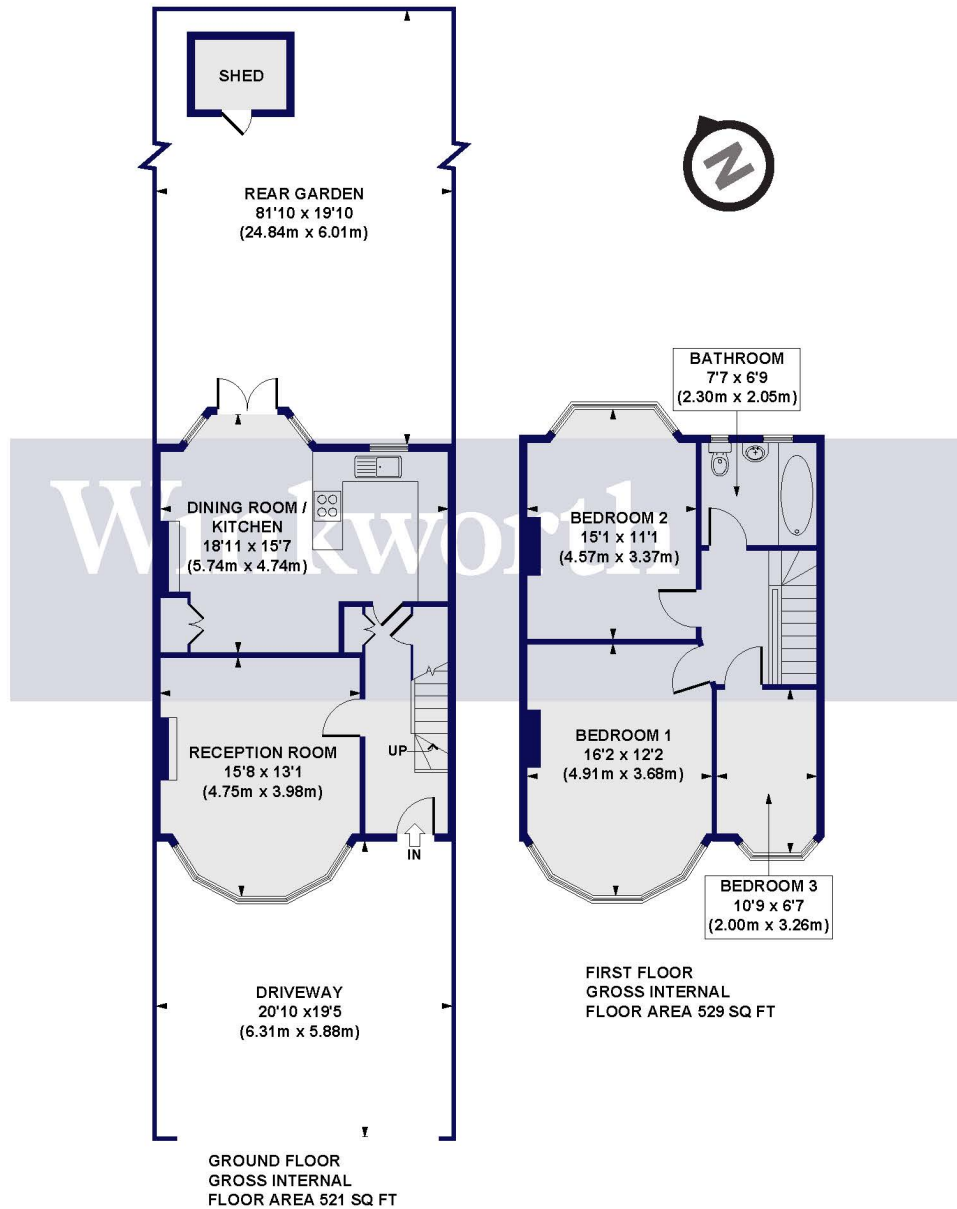 SHED
N
REAR GARDEN
81'10 x 19'10
(24.84m x 6.01m)
BATHROOM
7'7 x 6'9
(2.30m x 2.05m)
Winkworth
DINING ROOM /
KITCHEN
18'11 x 15'7
(5.74m x 4.74m)
BEDROOM 2
15'1 x 11'1
(4.57m x 3.37m)
RECEPTION ROOM
15'8 x 13'1
(4.75m x 3.98m)
UP
IN
BEDROOM 1
16'2 x 12'2
(4.91m x 3.68m)
BEDROOM 3
10'9 x 6'7
(2.00m x 3.26m)
DRIVEWAY
20'10 x19'5
(6.31m x 5.88m)
FIRST FLOOR
GROSS INTERNAL
FLOOR AREA 529 SQ FT
GROUND FLOOR
GROSS INTERNAL
FLOOR AREA 521 SQ FT